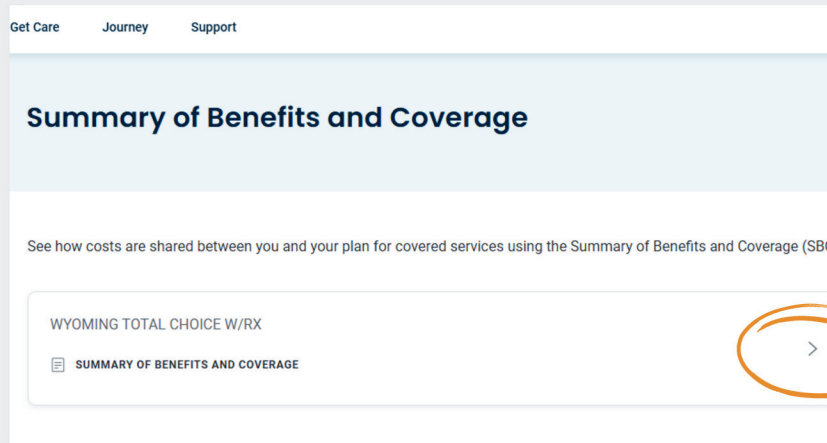 Get Care Journey Support
Summary of Benefits and Coverage
See how costs are shared between you and your plan for covered services using the Summary of Benefits and Coverage (SB
WYOMING TOTAL CHOICE W/RX
SUMMARY OF BENEFITS AND COVERAGE